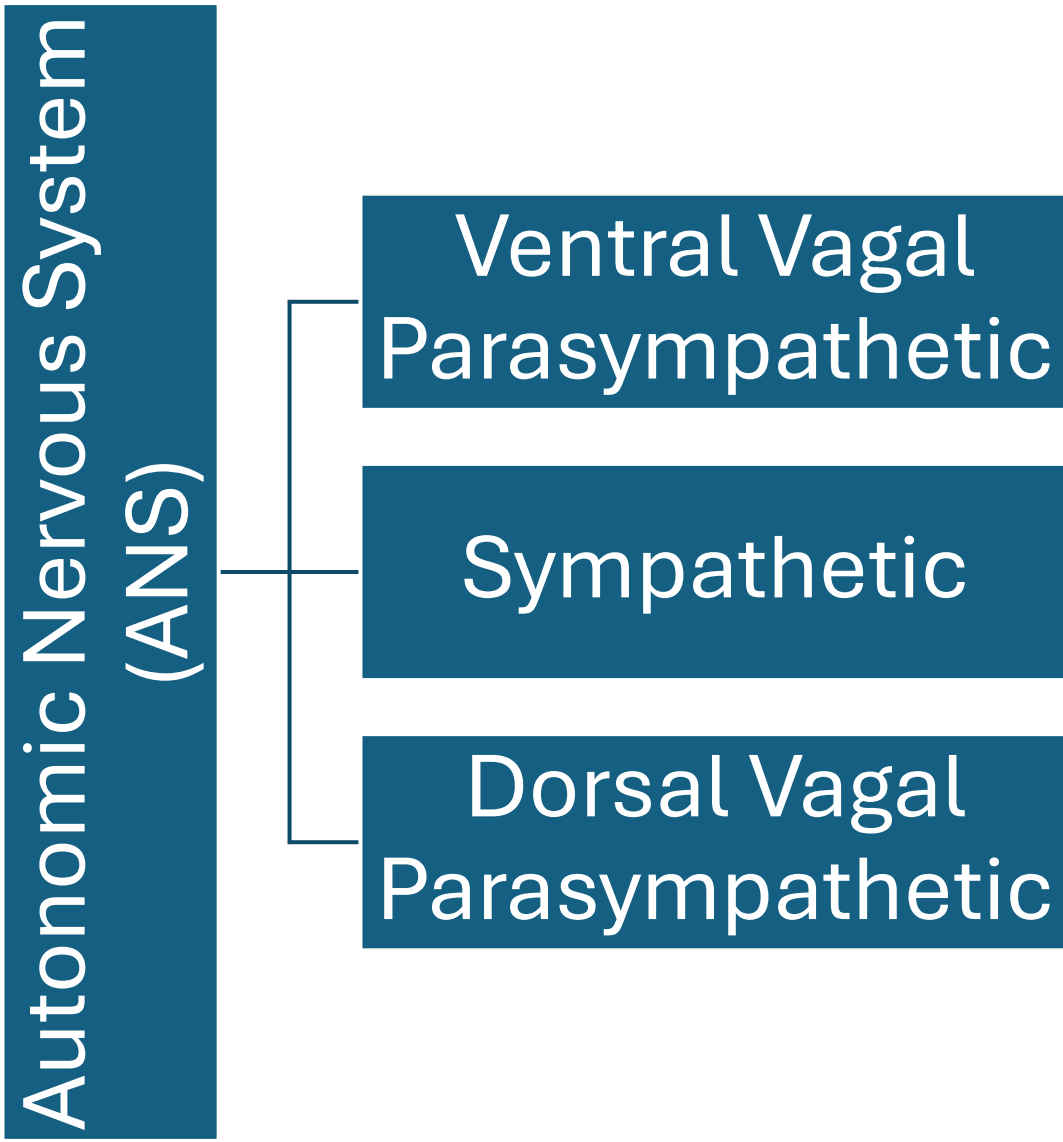 Autonomic Nervous System
(ANS)
Ventral Vagal
Parasympathetic
Sympathetic
Dorsal Vagal
Parasympathetic